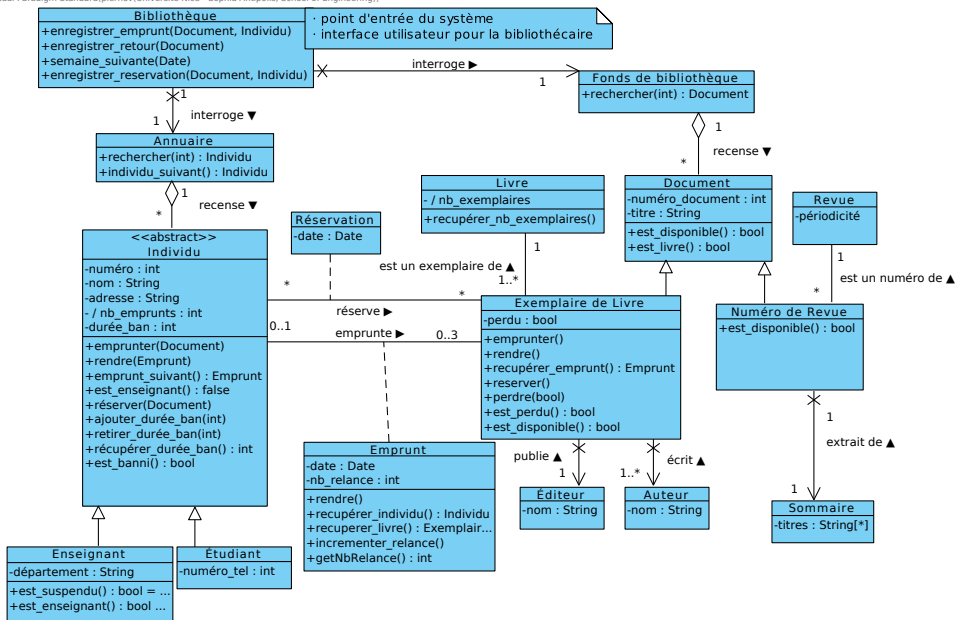 Bibliothèque
+enregistrer_emprunt(Document, Individu)
+enregistrer_retour(Document)
+semaine_suivante(Date)
+enregistrer_reservation(Document, Individu)
· point d'entrée du système
· interface utilisateur pour la bibliothécaire
interroge ▶
1
Fonds de bibliothèque
+rechercher(int) : Document
1
interroge ▼
1
Annuaire
+rechercher(int) : Individu
+individu_suivant() : Individu
1
recense ▼
*
1
recense ▼
*
Livre
- / nb_exemplaires
+recupérer_nb_exemplaires()
Document
-numéro_document : int
-titre : String
+est_disponible() : bool
+est_livre() : bool
Revue
-périodicité
Réservation
-date : Date
<<abstract>>
Individu
-numéro : int
-nom : String
-adresse : String
- / nb_emprunts : int
-durée_ban : int
+emprunter(Document)
+rendre(Emprunt)
+emprunt_suivant() : Emprunt
+est_enseignant() : false
+réserver(Document)
+ajouter_durée_ban(int)
+retirer_durée_ban(int)
+récupérer_durée_ban() : int
+est_banni() : bool
1
est un exemplaire de ▲
1..*
1
est un numéro de ▲
*
*
*
réserve ▶
0..1
emprunte ▶
0..3
Exemplaire de Livre
-perdu : bool
+emprunter()
+rendre()
+recupérer_emprunt() : Emprunt
+reserver()
+perdre(bool)
+est_perdu() : bool
+est_disponible() : bool
Numéro de Revue
+est_disponible() : bool
1
extrait de ▲
1
Emprunt
-date : Date
-nb_relance : int
+rendre()
+recupérer_individu() : Individu
+recuperer_livre() : Exemplair...
+incrementer_relance()
+getNbRelance() : int
publie ▲
1
écrit ▲
1..*
Éditeur
-nom : String
Auteur
-nom : String
Sommaire
-titres : String[*]
Enseignant
-département : String
+est_suspendu() : bool = ...
+est_enseignant() : bool ...
Étudiant
-numéro_tel : int